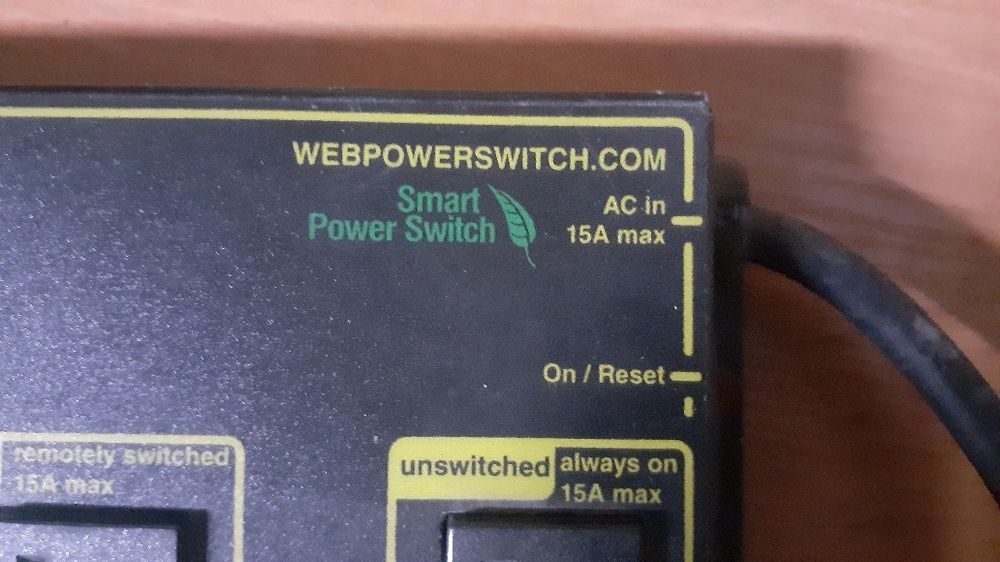 WEBPOWERSWITCH.COM
Smart
Power Switch
AC in
15A max
On / Reset
remotely switched
15A max
unswitched
always on
15A max